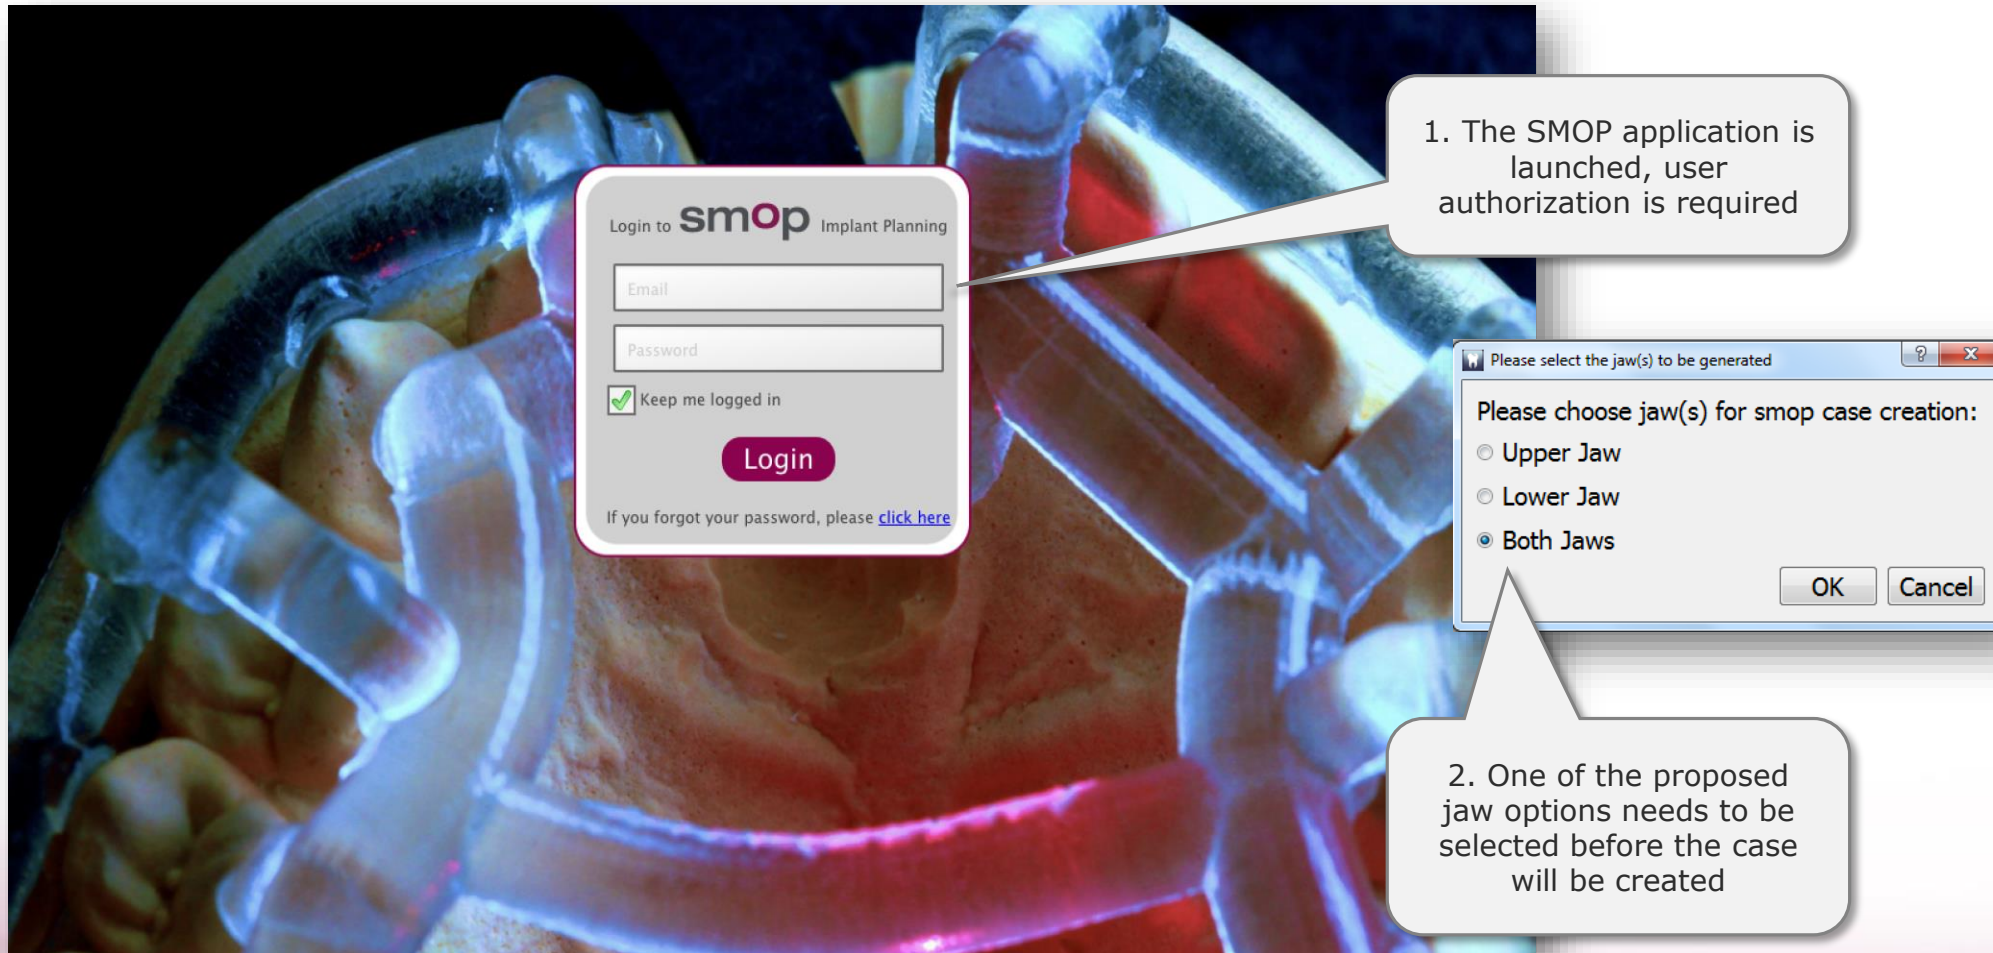 1. The SMOP application is
launched, user
authorization is required
Login to smop Implant Planning
Email
Password
Keep me logged in
Login
If you forgot your password, please click here
Please select the jaw(s) to be generated
?
X
Please choose jaw(s) for smop case creation:
Upper Jaw
Lower Jaw
Both Jaws
OK Cancel
2. One of the proposed
jaw options needs to be
selected before the case
will be created